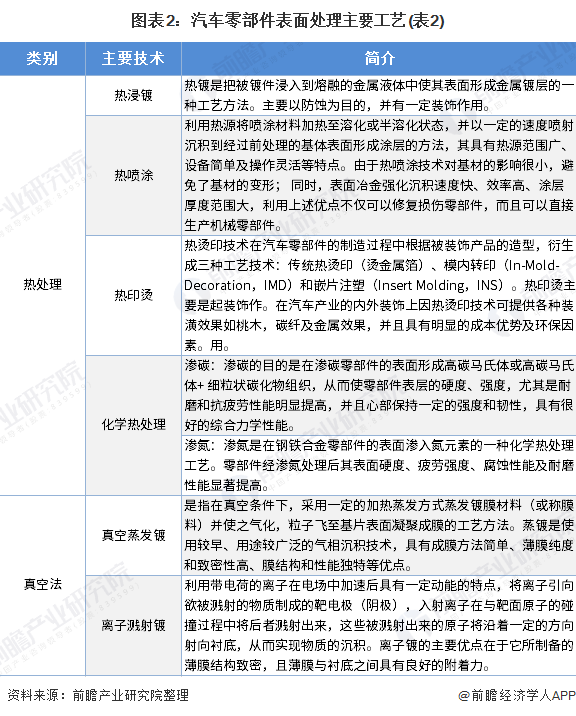 图表2：汽车零部件表面处理主要工艺(表2)
类别
主要技术
简介
热处理
热浸镀
热镀是把被镀件浸入到熔融的金属液体中使其表面形成金属镀层的一
种工艺方法。主要以防蚀为目的，并有一定装饰作用。
热喷涂
利用热源将喷涂材料加热至溶化或半溶化状态，并以一定的速度喷射
沉积到经过前处理的基体表面形成涂层的方法，其具有热源范围广、
设备简单及操作灵活等特点。由于热喷涂技术对基材的影响很小，避
免了基材的变形； 同时，表面冶金强化沉积速度快、效率高、涂层
厚度范围大，利用上述优点不仅可以修复损伤零部件，而且可以直接
生产机械零部件。
热印烫
热烫印技术在汽车零部件的制造过程中根据被装饰产品的造型，衍生
成三种工艺技术：传统热烫印（烫金属箔）、模内转印（In-Mold-
Decoration，IMD）和嵌片注塑（Insert Molding，INS）。热印烫主
要是起装饰作。在汽车产业的内外装饰上因热烫印技术可提供各种装
潢效果如桃木，碳纤及金属效果，并且具有明显的成本优势及环保因
素。用。
化学热处理
渗碳：渗碳的目的是在渗碳零部件的表面形成高碳马氏体或高碳马氏
体+ 细粒状碳化物组织，从而使零部件表层的硬度、强度，尤其是耐
磨和抗疲劳性能明显提高，并且心部保持一定的强度和韧性，具有很
好的综合力学性能。
渗氮：渗氮是在钢铁合金零部件的表面渗入氮元素的一种化学热处理
工艺。零部件经渗氮处理后其表面硬度、疲劳强度、腐蚀性能及耐磨
性能显著提高。
真空法
真空蒸发镀
是指在真空条件下，采用一定的加热蒸发方式蒸发镀膜材料（或称膜
料）并使之气化，粒子飞至基片表面凝聚成膜的工艺方法。蒸镀是使
用较早、用途较广泛的气相沉积技术，具有成膜方法简单、薄膜纯度
和致密性高、膜结构和性能独特等优点。
离子溅射镀
利用带电荷的离子在电场中加速后具有一定动能的特点，将离子引向
欲被溅射的物质制成的靶电极（阴极），入射离子在与靶面原子的碰
撞过程中将后者溅射出来，这些被溅射出来的原子将沿着一定的方向
射向衬底，从而实现物质的沉积。离子镀的主要优点在于它所制备的
薄膜结构致密，且薄膜与衬底之间具有良好的附着力。
资料来源：前瞻产业研究院整理
@前瞻经济学人APP
前瞻产业研究院